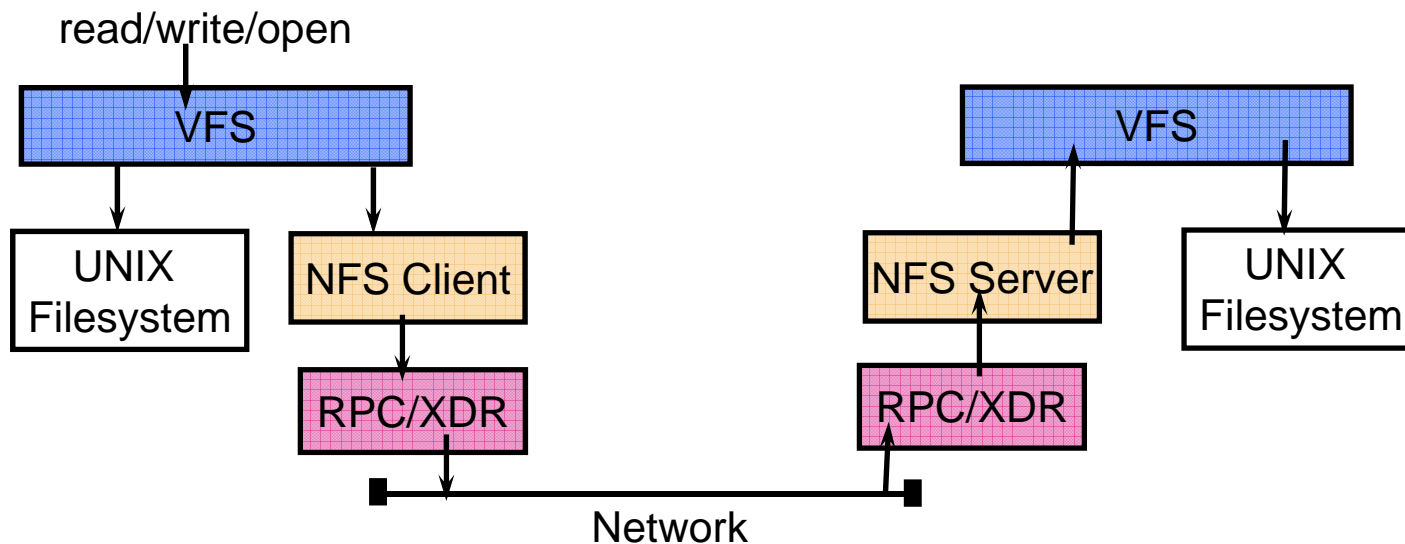 read/write/open
VFS
VFS
UNIX
Filesystem
NFS Client
NFS Server
UNIX
Filesystem
RPC/XDR
RPC/XDR
Network